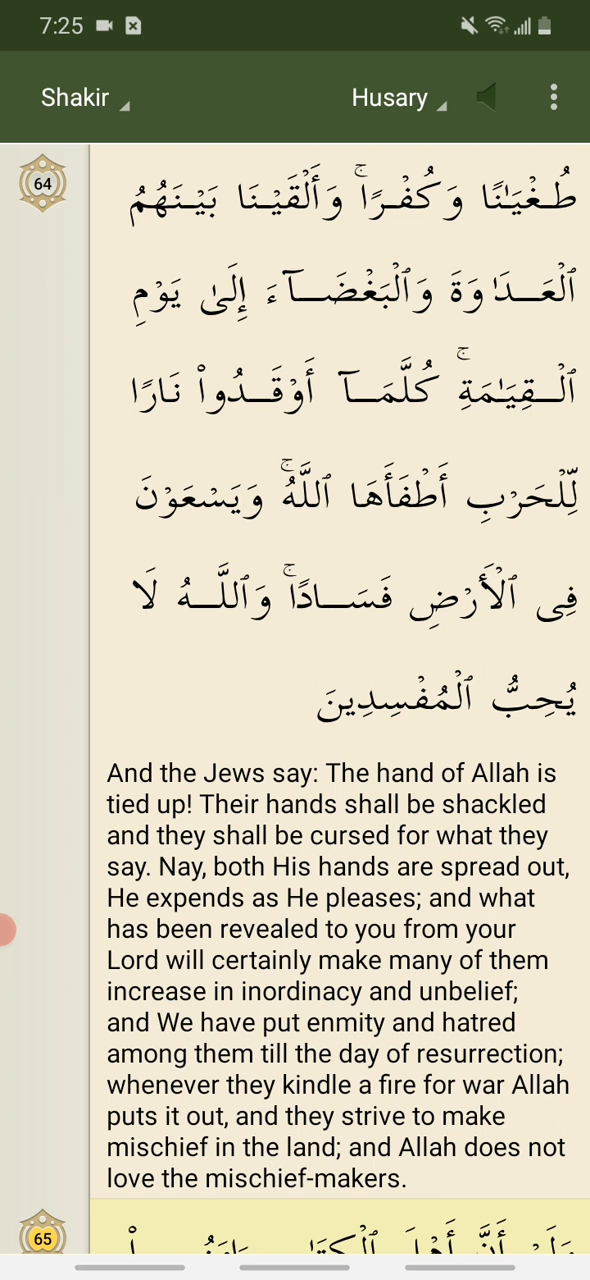 7:25
Shakir
Husary
64
طُغْيَـٰنًا وَكُفْرًا ۚ وَأَلْقَيْنَا بَيْنَهُمُ
ٱلْعَدَٰوَةَ وَٱلْبَغْضَآءَ إِلَىٰ يَوْمِ
ٱلْقِيَـٰمَةِ ۚ كُلَّمَآ أَوْقَدُوا۟ نَارًا
لِّلْحَرْبِ أَطْفَأَهَا ٱللَّهُ ۚ وَيَسْعَوْنَ
فِى ٱلْأَرْضِ فَسَادًا ۚ وَٱللَّهُ لَا
يُحِبُّ ٱلْمُفْسِدِينَ
And the Jews say: The hand of Allah is
tied up! Their hands shall be shackled
and they shall be cursed for what they
say. Nay, both His hands are spread out,
He expends as He pleases; and what
has been revealed to you from your
Lord will certainly make many of them
increase in inordinacy and unbelief;
and We have put enmity and hatred
among them till the day of resurrection;
whenever they kindle a fire for war Allah
puts it out, and they strive to make
mischief in the land; and Allah does not
love the mischief-makers.
65
وَلَوْ أَنَّ أَهْلَ ٱلْكِتَـٰبِ